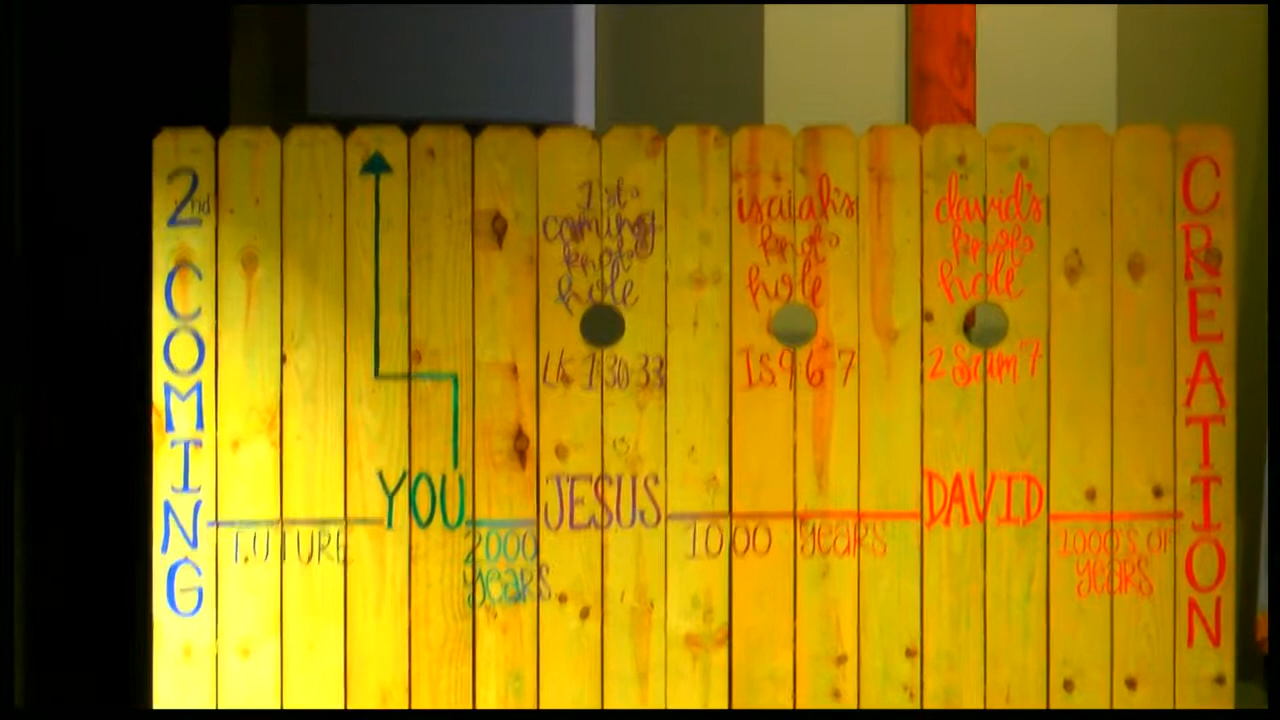 2nd COMING
1st
coming
knot
hole
Lk 1:30-33
isaiah's
knot
hole
Is 9:6-7
david's
knot
hole
2 Sam 7
CREATION
YOU
JESUS
DAVID
FUTURE
2000
years
1000 years
1000's OF
years